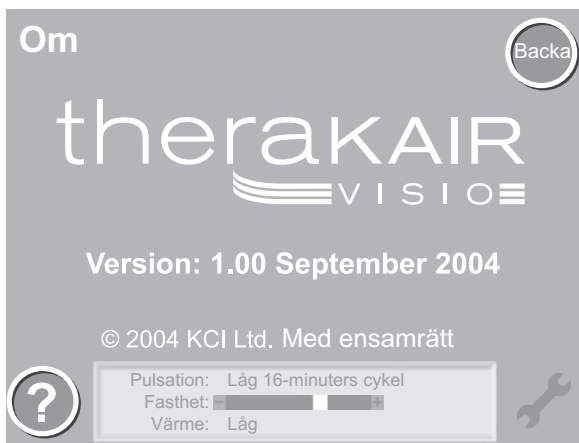 Om
Backa
therakair
VISIO
Version: 1.00 September 2004
© 2004 KCI Ltd. Med ensamrätt
?
Pulsation: Låg 16-minuters cykel
Fasthet: - +
Värme: Låg